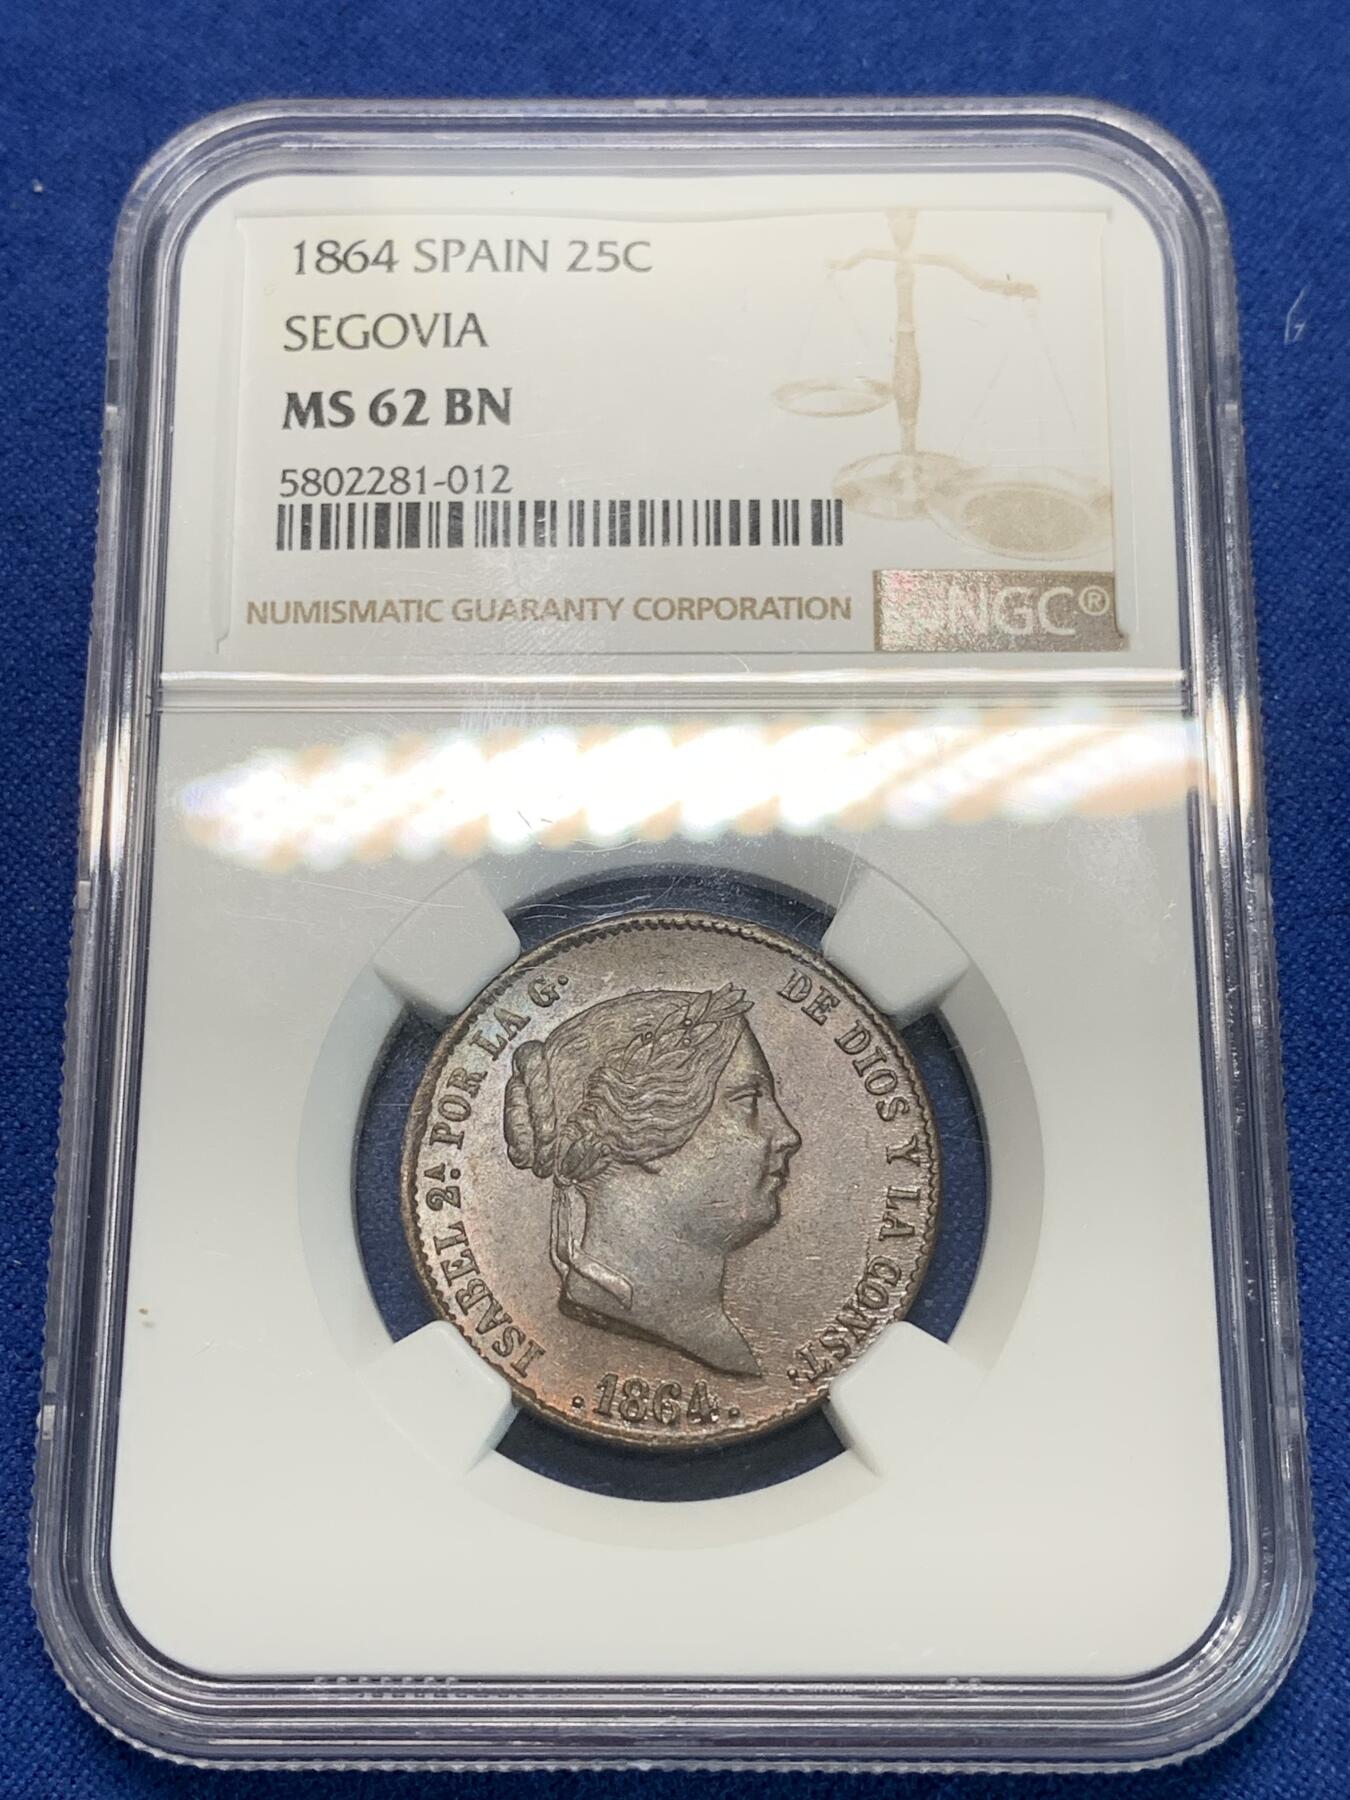 1864 SPAIN 25C
SEGOVIA
MS 62 BN
5802281-012
NUMISMATIC GUARANTY CORPORATION
NGC®
ISABEL 2ᴬ. POR LA G. DE DIOS Y LA CONST.
·1864·